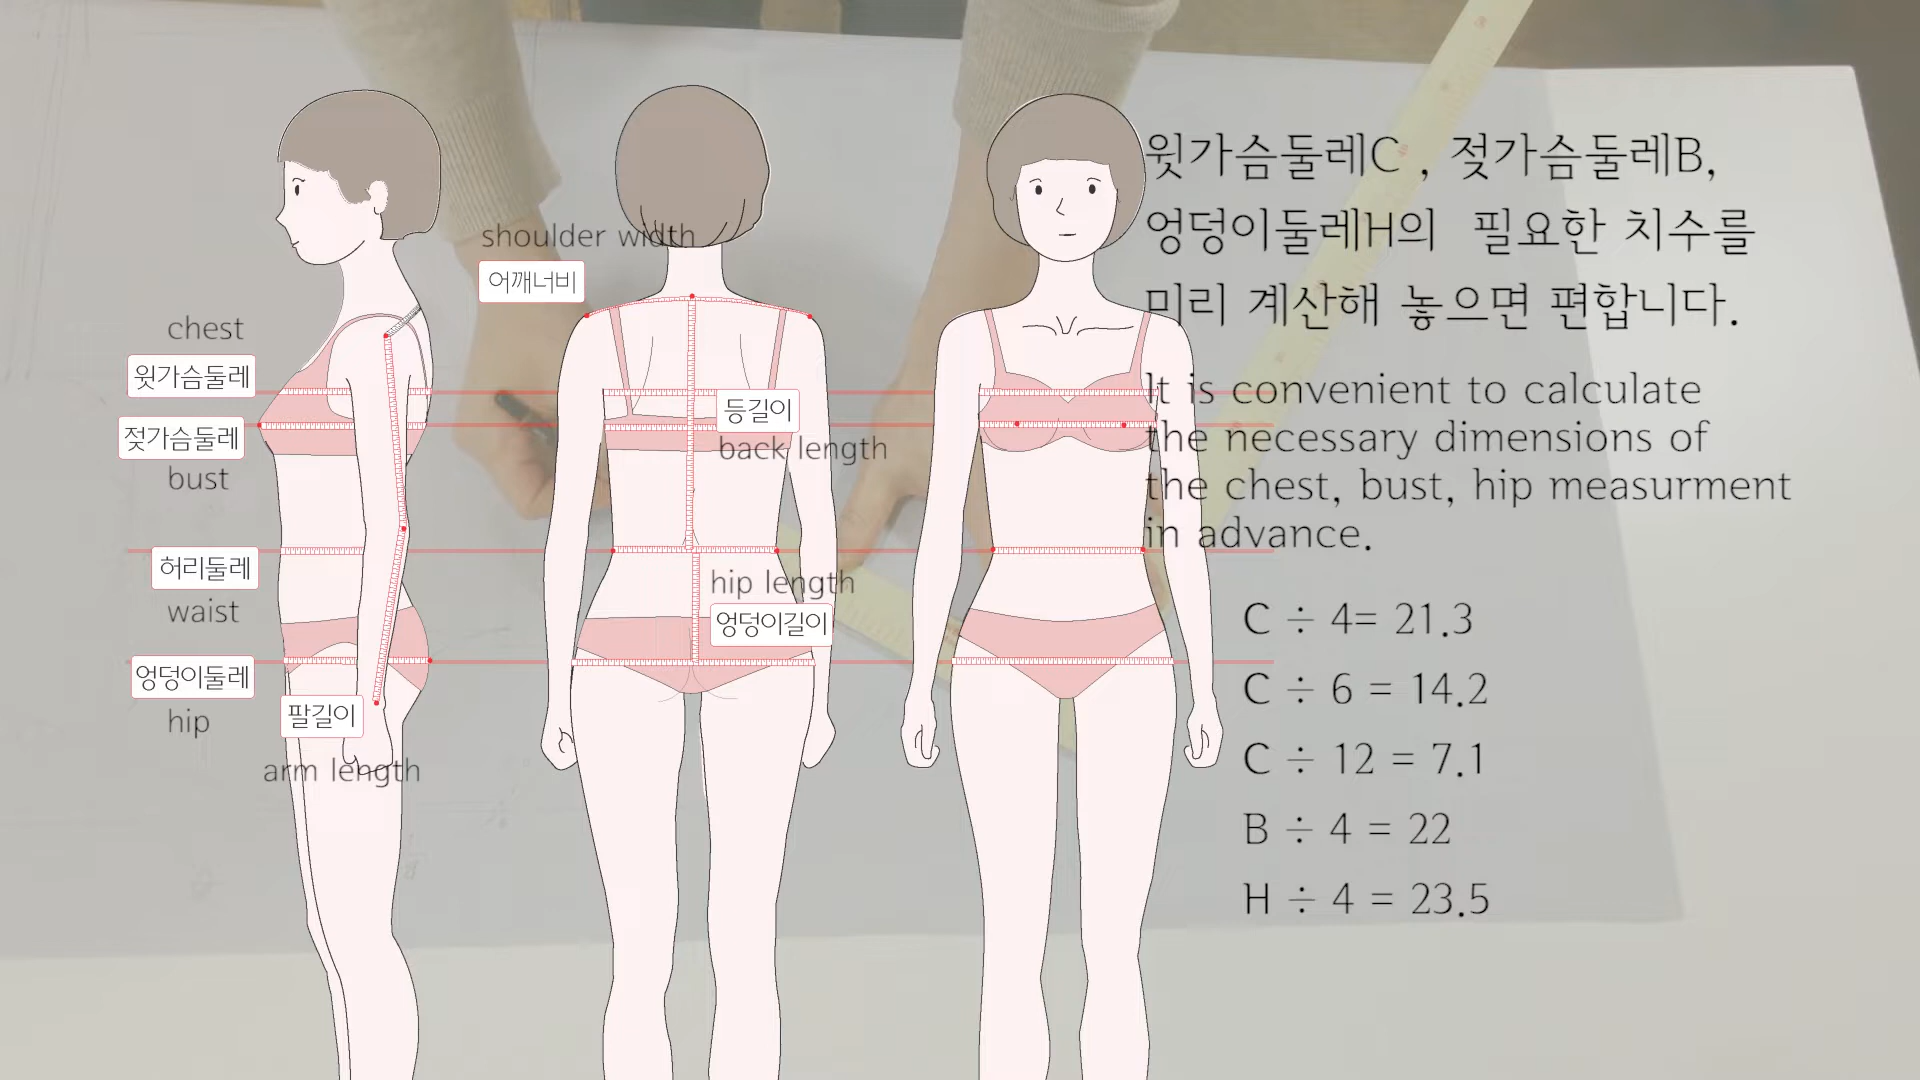 shoulder width
어깨너비
chest
윗가슴둘레
젖가슴둘레
bust
등길이
back length
허리둘레
waist
hip length
엉덩이길이
엉덩이둘레
hip
팔길이
arm length
윗가슴둘레C , 젖가슴둘레B,
엉덩이둘레H의 필요한 치수를
미리 계산해 놓으면 편합니다.
It is convenient to calculate
the necessary dimensions of
the chest, bust, hip measurment
in advance.
C ÷ 4= 21.3
C ÷ 6 = 14.2
C ÷ 12 = 7.1
B ÷ 4 = 22
H ÷ 4 = 23.5